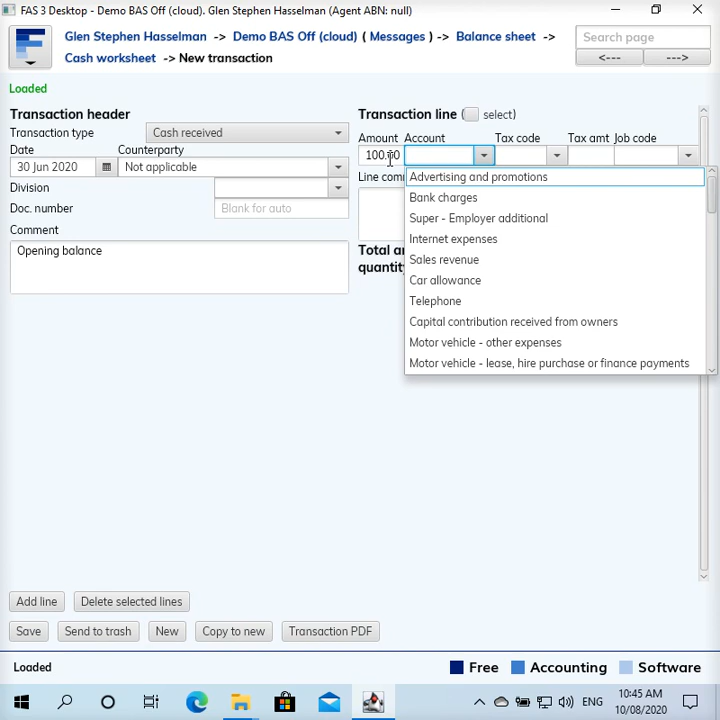 FAS 3 Desktop - Demo BAS Off (cloud). Glen Stephen Hasselman (Agent ABN: null)
Glen Stephen Hasselman -> Demo BAS Off (cloud) ( Messages ) -> Balance sheet ->
Cash worksheet -> New transaction
Search page
<--- --->
Loaded
Transaction header
Transaction type Cash received
Date Counterparty
30 Jun 2020 Not applicable
Division
Doc. number Blank for auto
Comment
Opening balance
Transaction line ( select)
Amount Account Tax code Tax amt Job code
100.00
Line comm
Total am
quantity
Advertising and promotions
Bank charges
Super - Employer additional
Internet expenses
Sales revenue
Car allowance
Telephone
Capital contribution received from owners
Motor vehicle - other expenses
Motor vehicle - lease, hire purchase or finance payments
Add line Delete selected lines
Save Send to trash New Copy to new Transaction PDF
Loaded Free Accounting Software
ENG 10:45 AM
10/08/2020